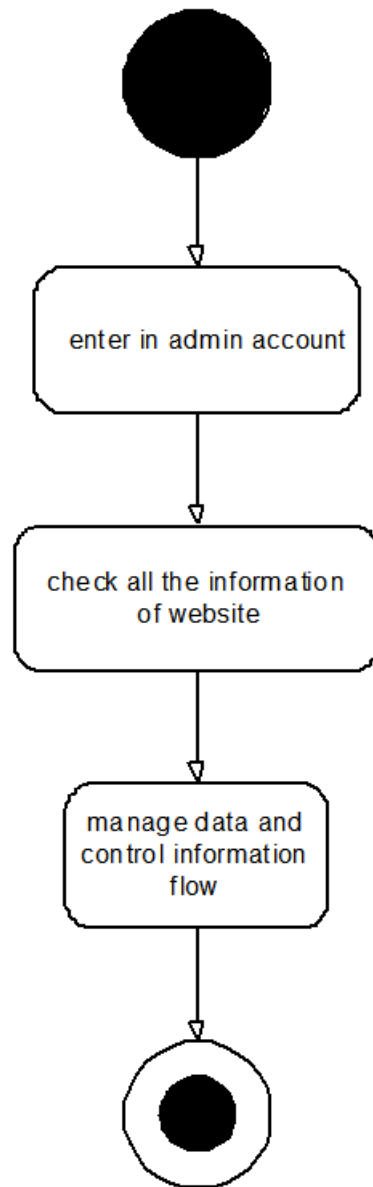 enter in admin account
check all the information
of website
manage data and
control information
flow